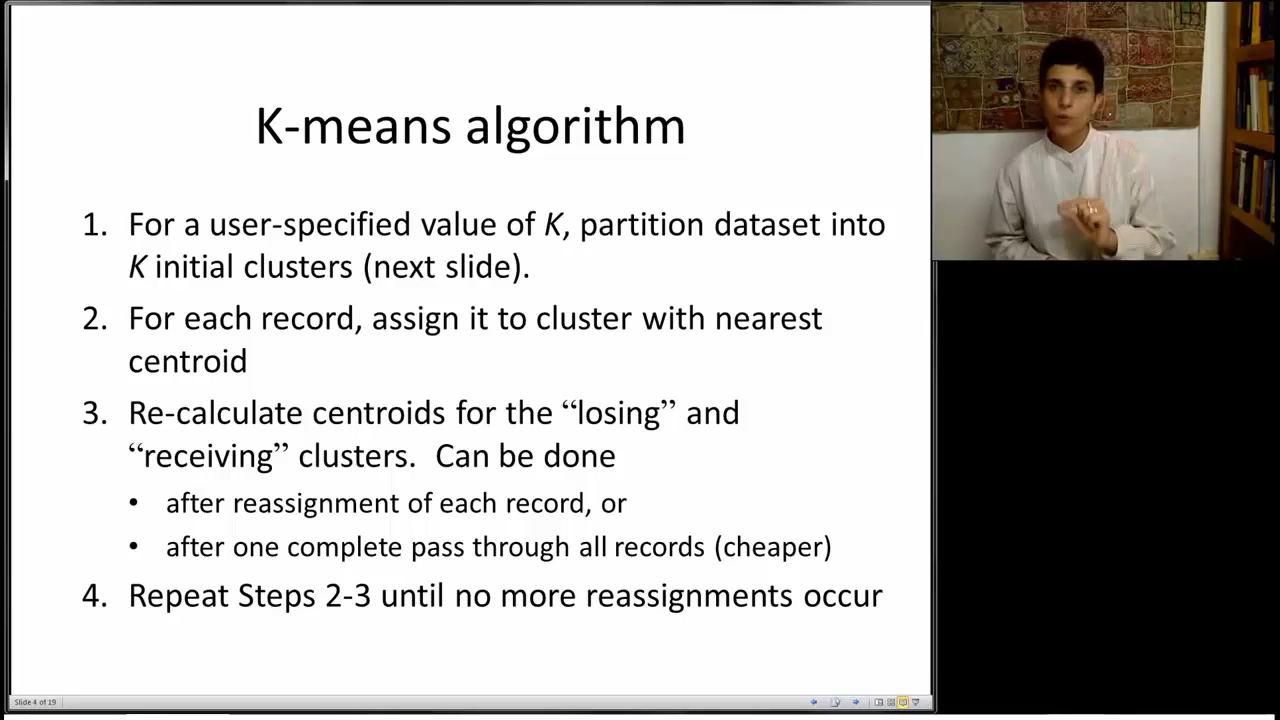 K-means algorithm
1. For a user-specified value of K, partition dataset into
K initial clusters (next slide).
2. For each record, assign it to cluster with nearest
centroid
3. Re-calculate centroids for the “losing” and
“receiving” clusters.  Can be done
• after reassignment of each record, or
• after one complete pass through all records (cheaper)
4. Repeat Steps 2-3 until no more reassignments occur
Slide 4 of 19